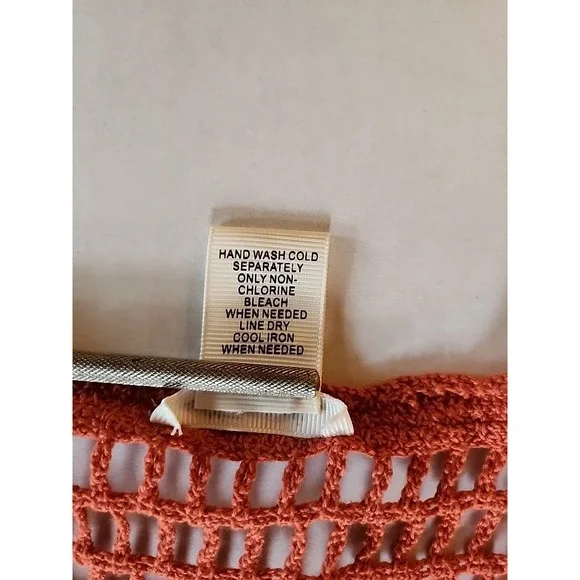 HAND WASH COLD
SEPARATELY
ONLY NON-
CHLORINE
BLEACH
WHEN NEEDED
LINE DRY
COOL IRON
WHEN NEEDED